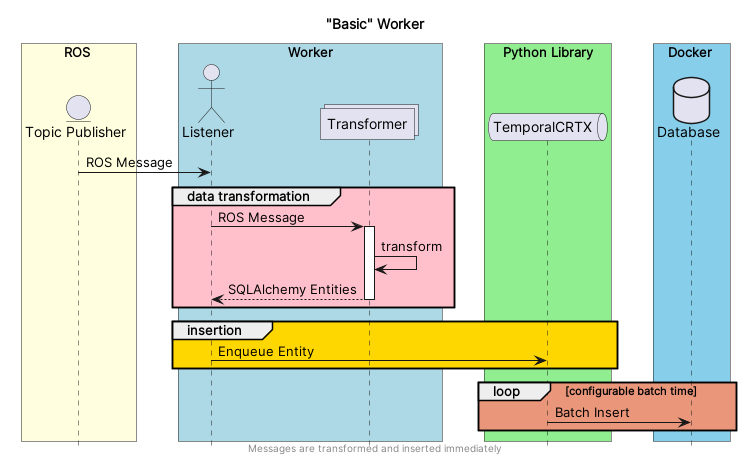 "Basic" Worker
ROS
Worker
Python Library
Docker
Topic Publisher
Listener
Transformer
TemporalCRTX
Database
ROS Message
data transformation
ROS Message
transform
SQLAlchemy Entities
insertion
Enqueue Entity
loop
[configurable batch time]
Batch Insert
Messages are transformed and inserted immediately